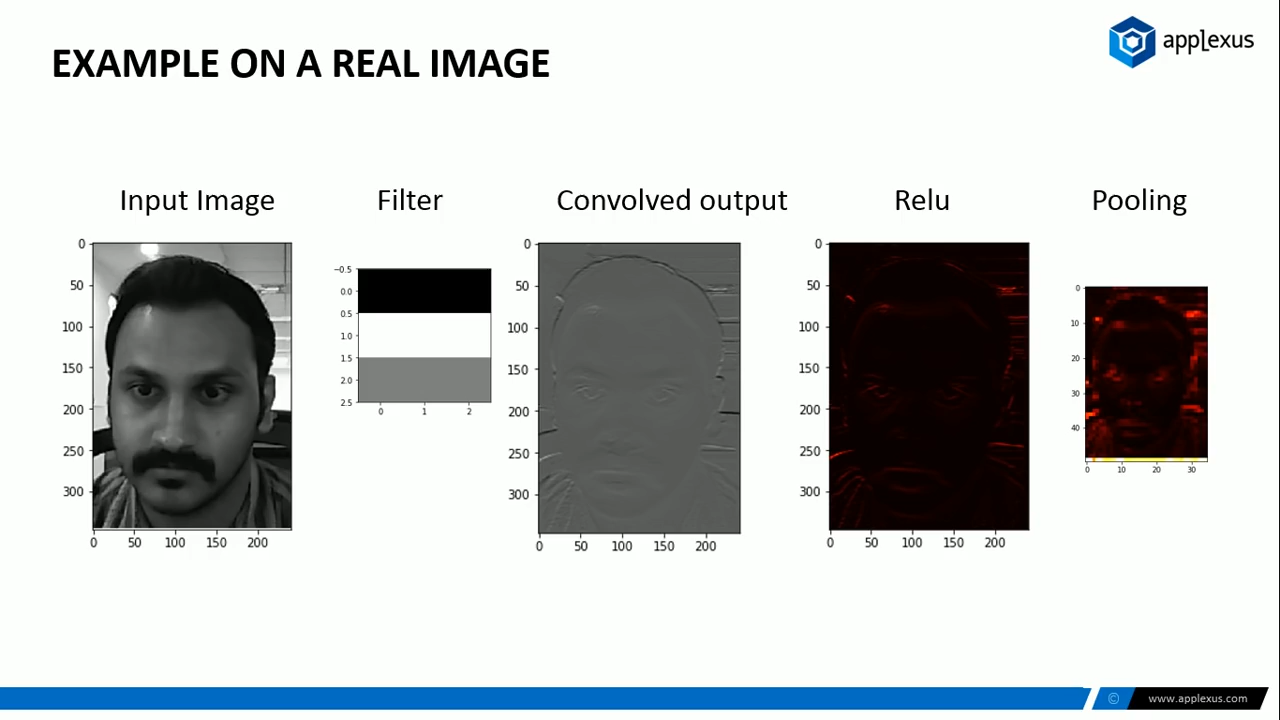 EXAMPLE ON A REAL IMAGE
applexus
Input Image
Filter
Convolved output
Relu
Pooling
0
50
100
150
200
250
300
0 50 100 150 200
−0.5
0.0
0.5
1.0
1.5
2.0
2.5
0 1 2
0
50
100
150
200
250
300
0 50 100 150 200
0
50
100
150
200
250
300
0 50 100 150 200
0
10
20
30
40
0 10 20 30
© www.applexus.com